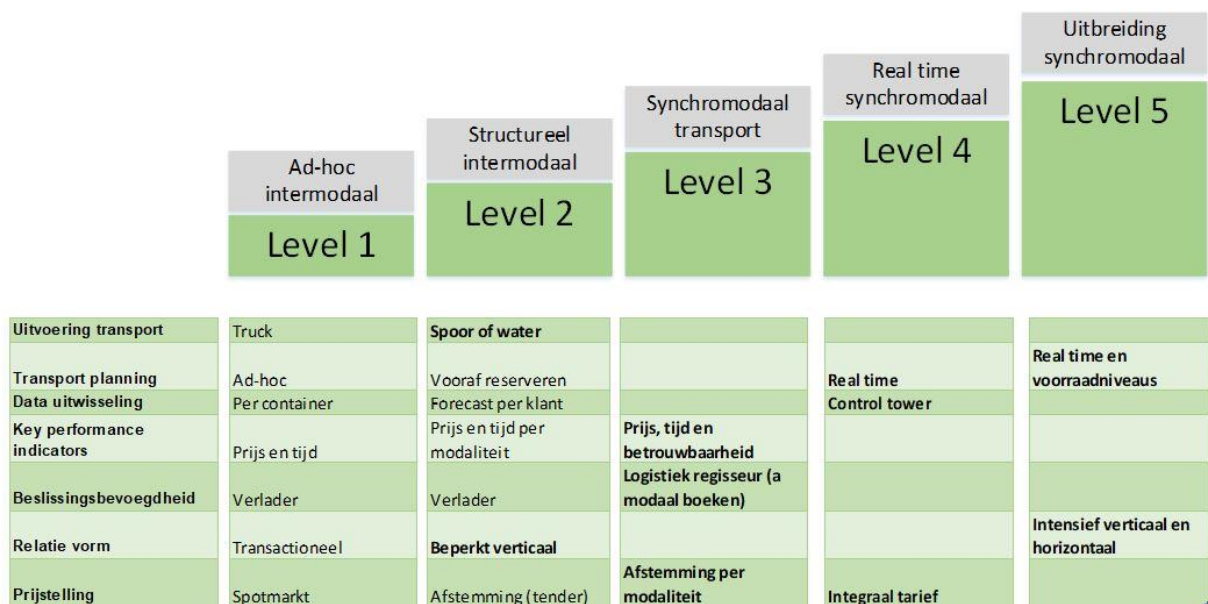 Ad-hoc
intermodaal
Level 1
Structureel
intermodaal
Level 2
Synchromodaal
transport
Level 3
Real time
synchromodaal
Level 4
Uitbreiding
synchromodaal
Level 5
Uitvoering transport Truck Spoor of water
Real time en
Transport planning Ad-hoc Vooraf reserveren Real time voorraadniveaus
Data uitwisseling Per container Forecast per klant Control tower
Key performance Prijs en tijd per Prijs, tijd en
indicators Prijs en tijd modaliteit betrouwbaarheid
Logistiek regisseur (a
Beslissingsbevoegdheid Verlader Verlader modaal boeken)
Intensief verticaal en
Relatie vorm Transactioneel Beperkt verticaal horizontaal
Afstemming per
Prijstelling Spotmarkt Afstemming (tender) modaliteit Integraal tarief